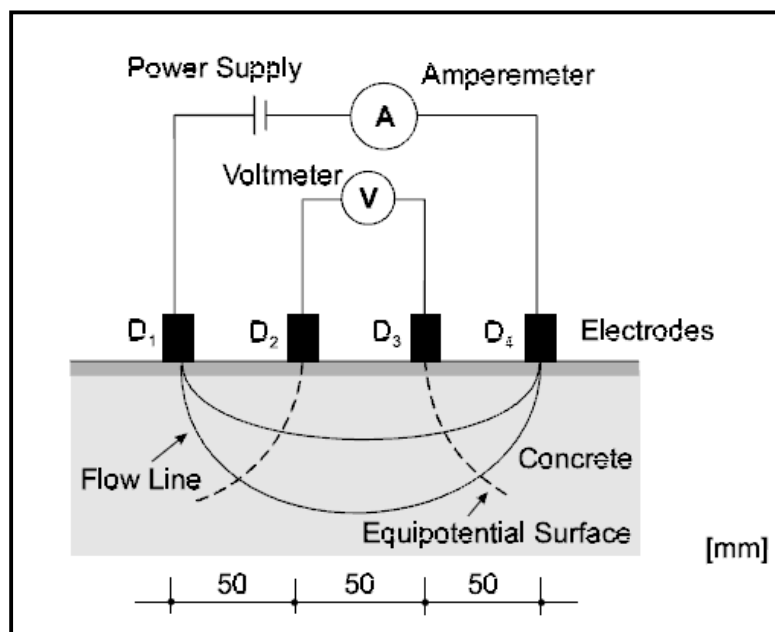 Power Supply
Amperemeter
A
Voltmeter
V
D1
D2
D3
D4
Electrodes
Flow Line
Concrete
Equipotential Surface
[mm]
50 50 50